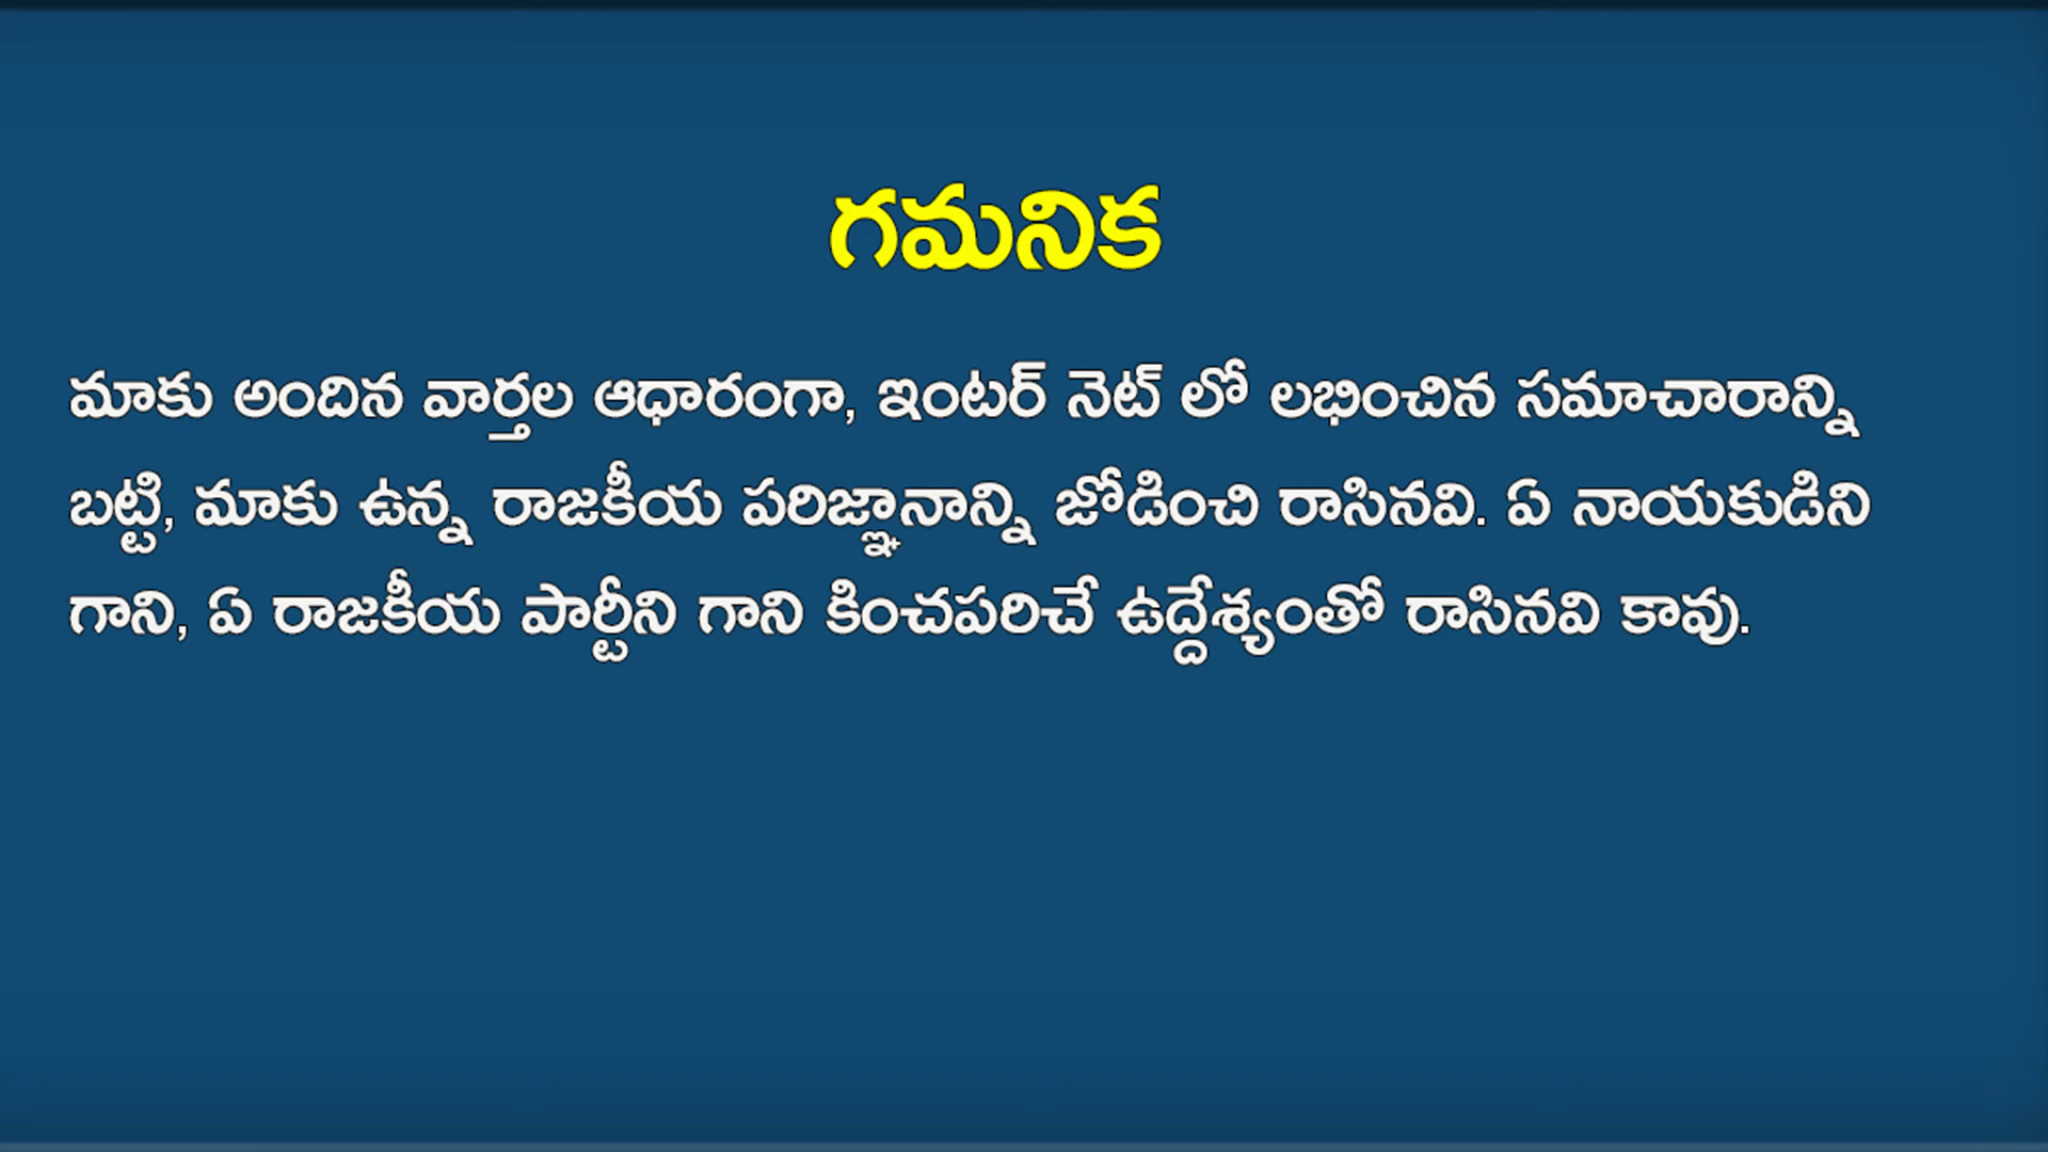 గమనిక
మాకు అందిన వార్తల ఆధారంగా, ఇంటర్ నెట్ లో లభించిన సమాచారాన్ని
బట్టి, మాకు ఉన్న రాజకీయ పరిజ్ఞానాన్ని జోడించి రాసినవి. ఏ నాయకుడిని
గాని, ఏ రాజకీయ పార్టీని గాని కించపరిచే ఉద్దేశ్యంతో రాసినవి కావు.